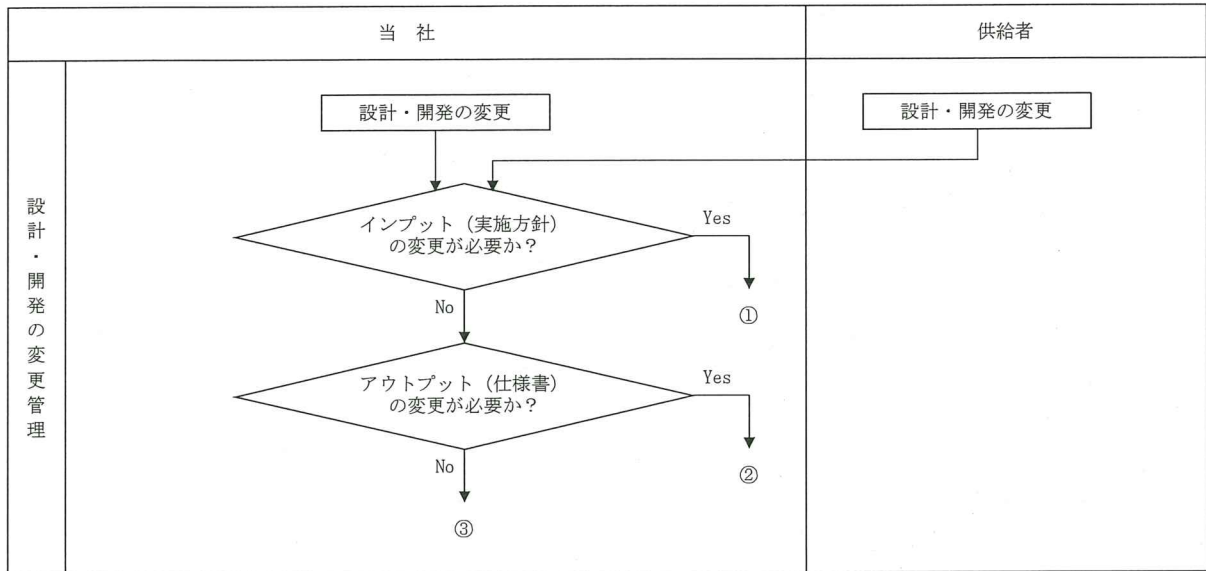 当 社
供給者
設計・開発の変更管理
設計・開発の変更
設計・開発の変更
インプット（実施方針）
の変更が必要か？
Yes
①
No
アウトプット（仕様書）
の変更が必要か？
Yes
②
No
③